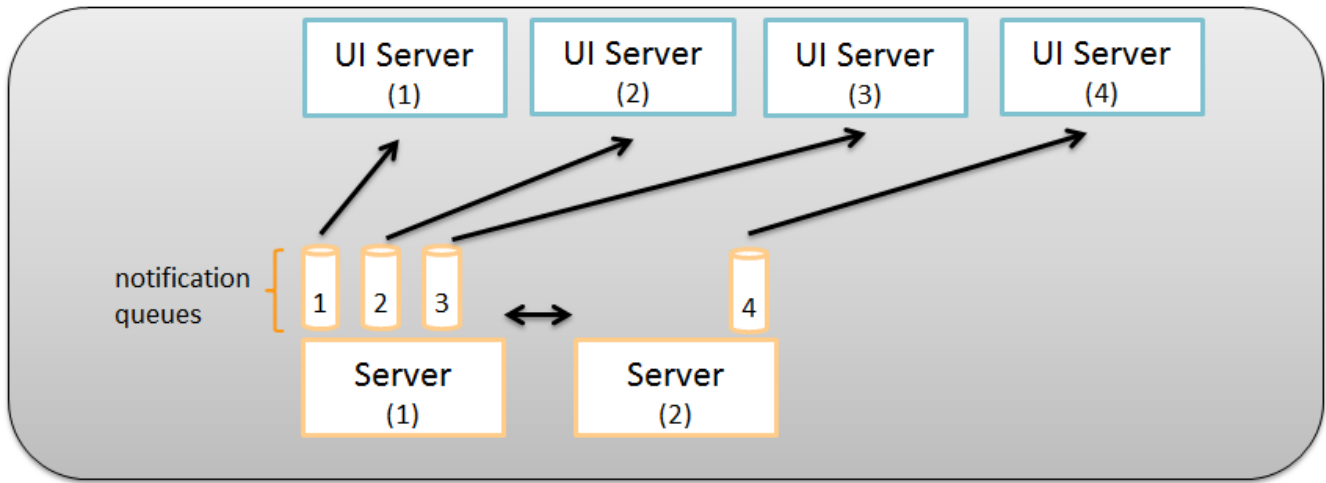 UI Server
(1)
UI Server
(2)
UI Server
(3)
UI Server
(4)
notification
queues
1
2
3
4
Server
(1)
Server
(2)